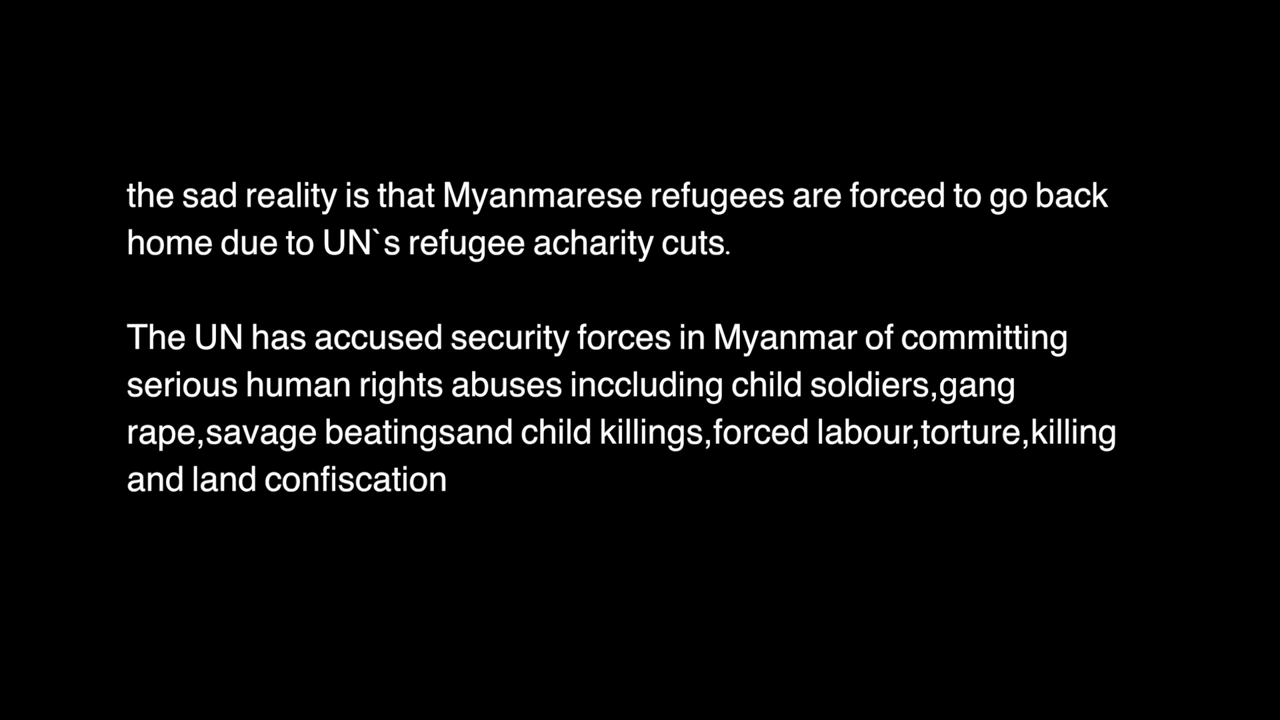 the sad reality is that Myanmarese refugees are forced to go back
home due to UN`s refugee acharity cuts.
The UN has accused security forces in Myanmar of committing
serious human rights abuses inccluding child soldiers,gang
rape,savage beatingsand child killings,forced labour,torture,killing
and land confiscation